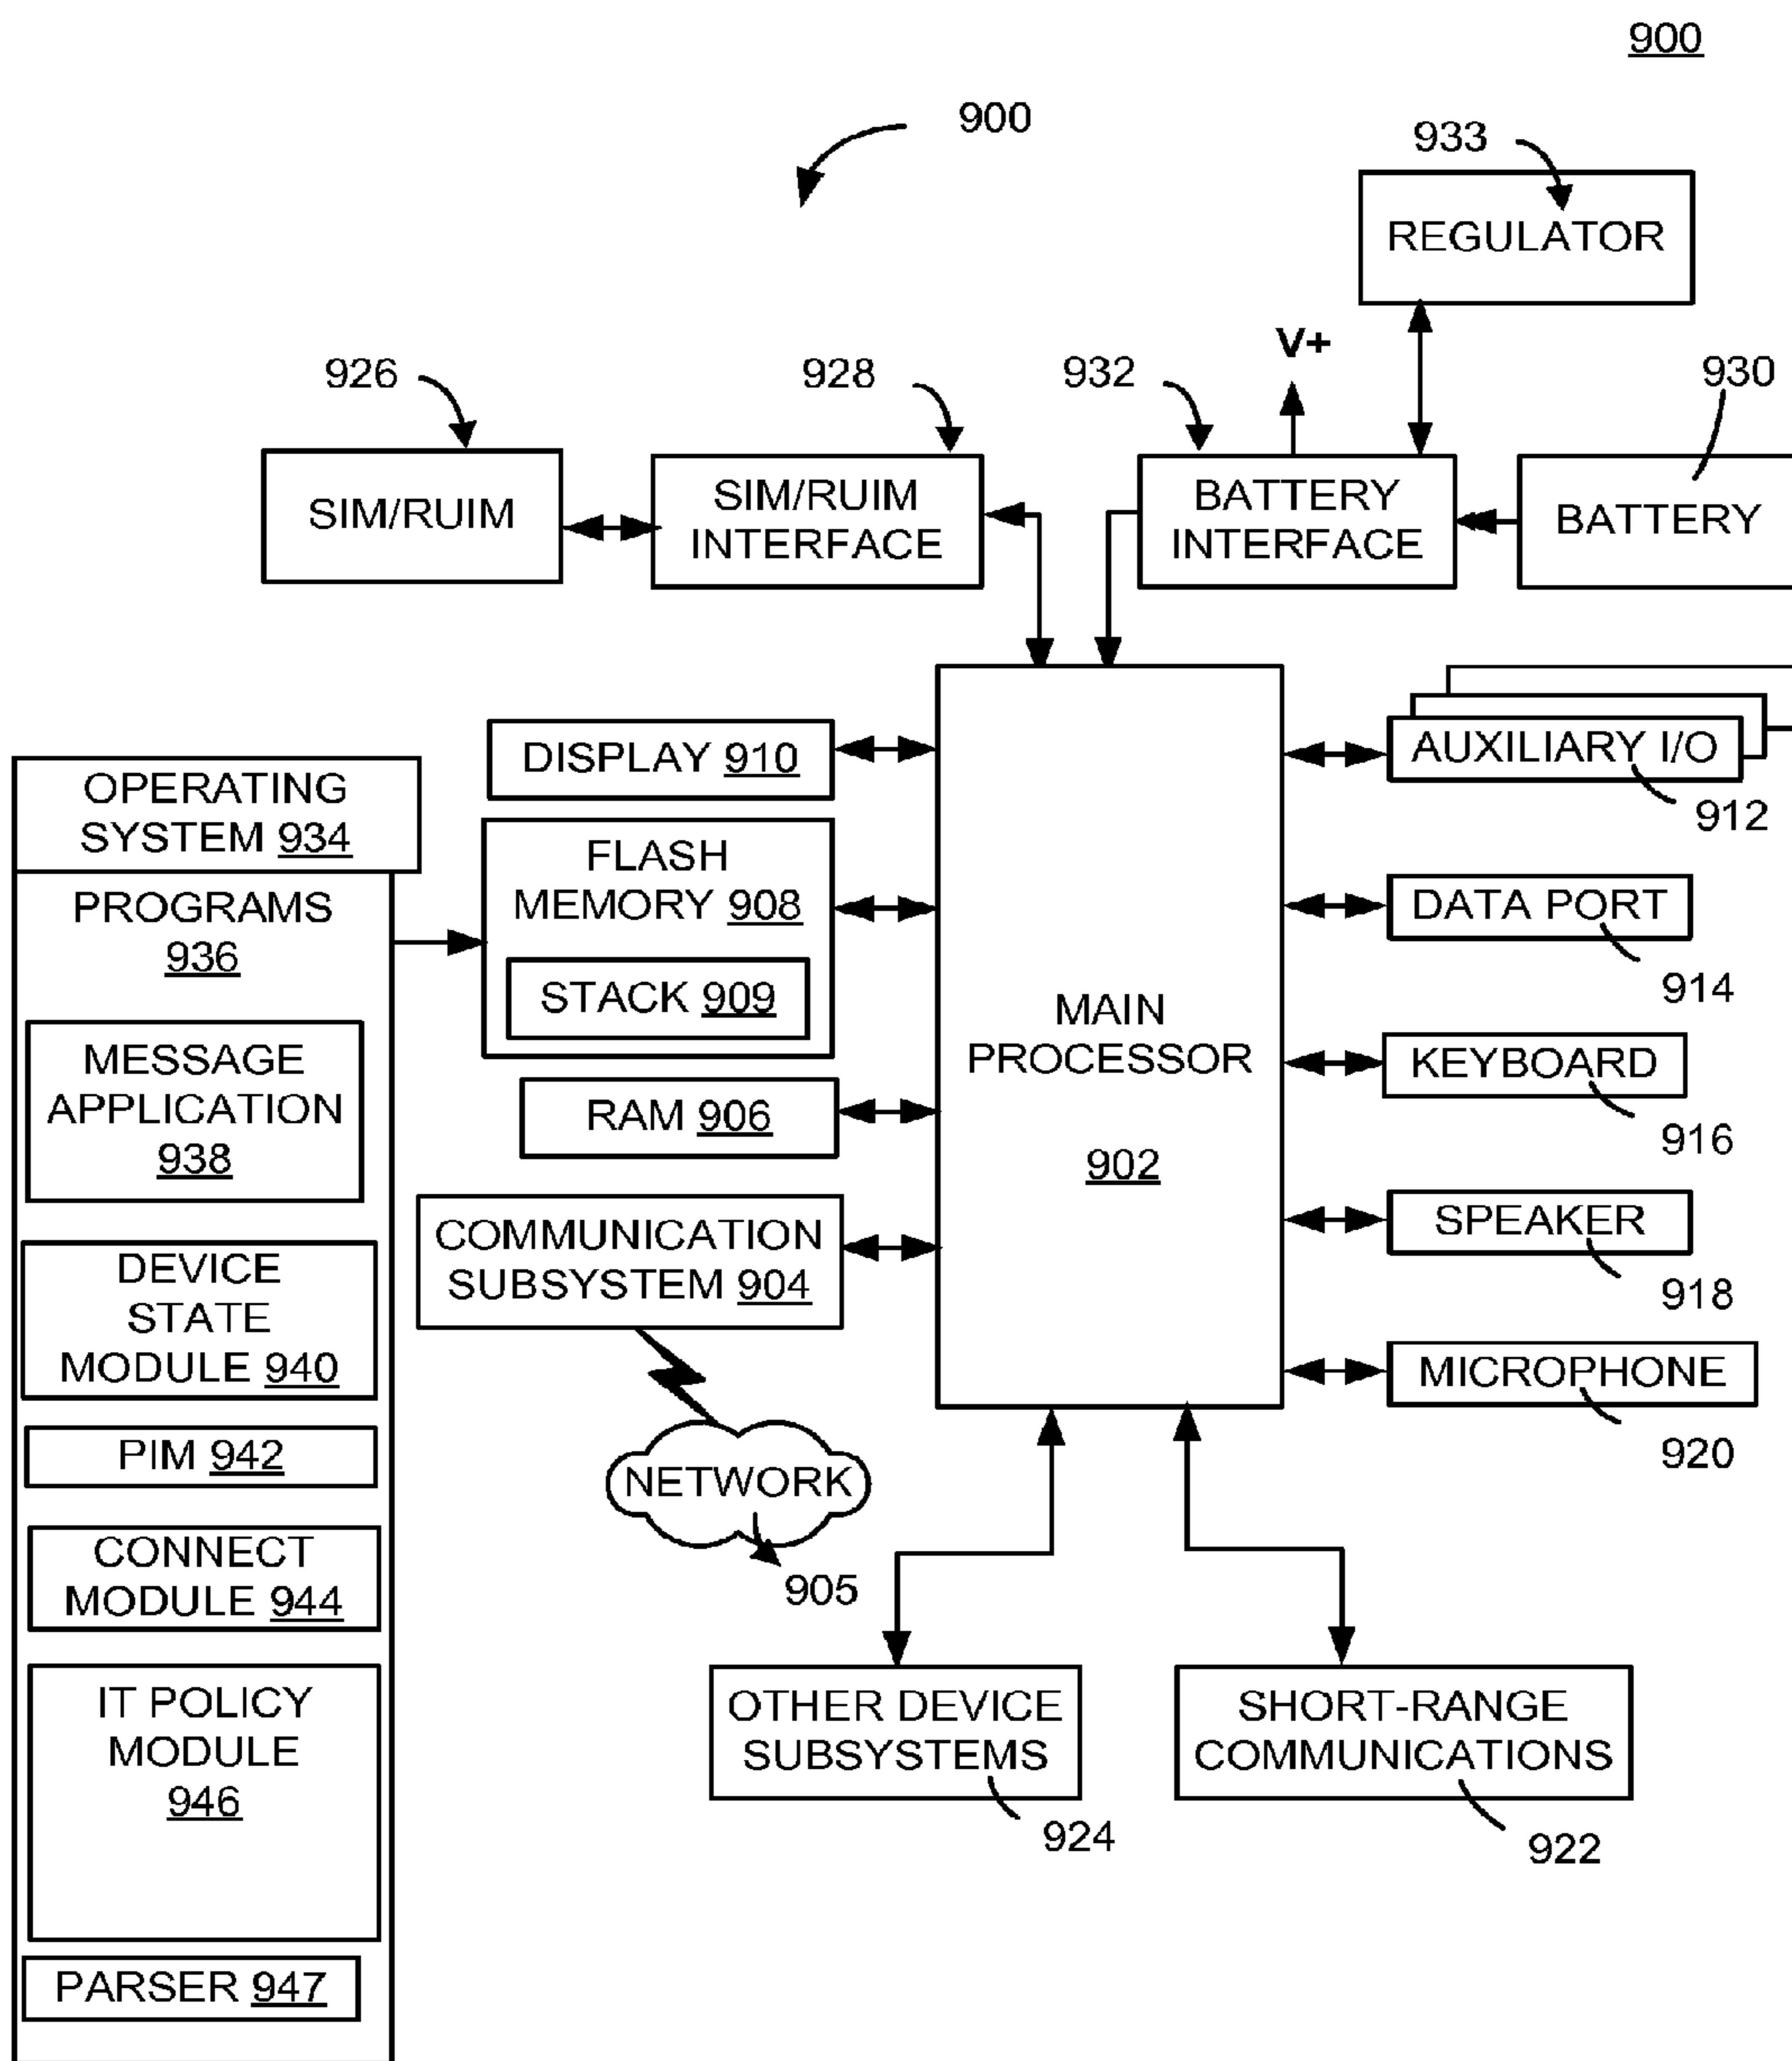 900
900
933
REGULATOR
V+
926
928
932
930
SIM/RUIM
SIM/RUIM
INTERFACE
BATTERY
INTERFACE
BATTERY
DISPLAY 910
AUXILIARY I/O
912
OPERATING
SYSTEM 934
FLASH
MEMORY 908
STACK 909
DATA PORT
914
PROGRAMS
936
MAIN
PROCESSOR
902
KEYBOARD
916
MESSAGE
APPLICATION
938
RAM 906
COMMUNICATION
SUBSYSTEM 904
SPEAKER
918
DEVICE
STATE
MODULE 940
MICROPHONE
920
PIM 942
NETWORK
905
CONNECT
MODULE 944
IT POLICY
MODULE
946
OTHER DEVICE
SUBSYSTEMS
924
SHORT-RANGE
COMMUNICATIONS
922
PARSER 947